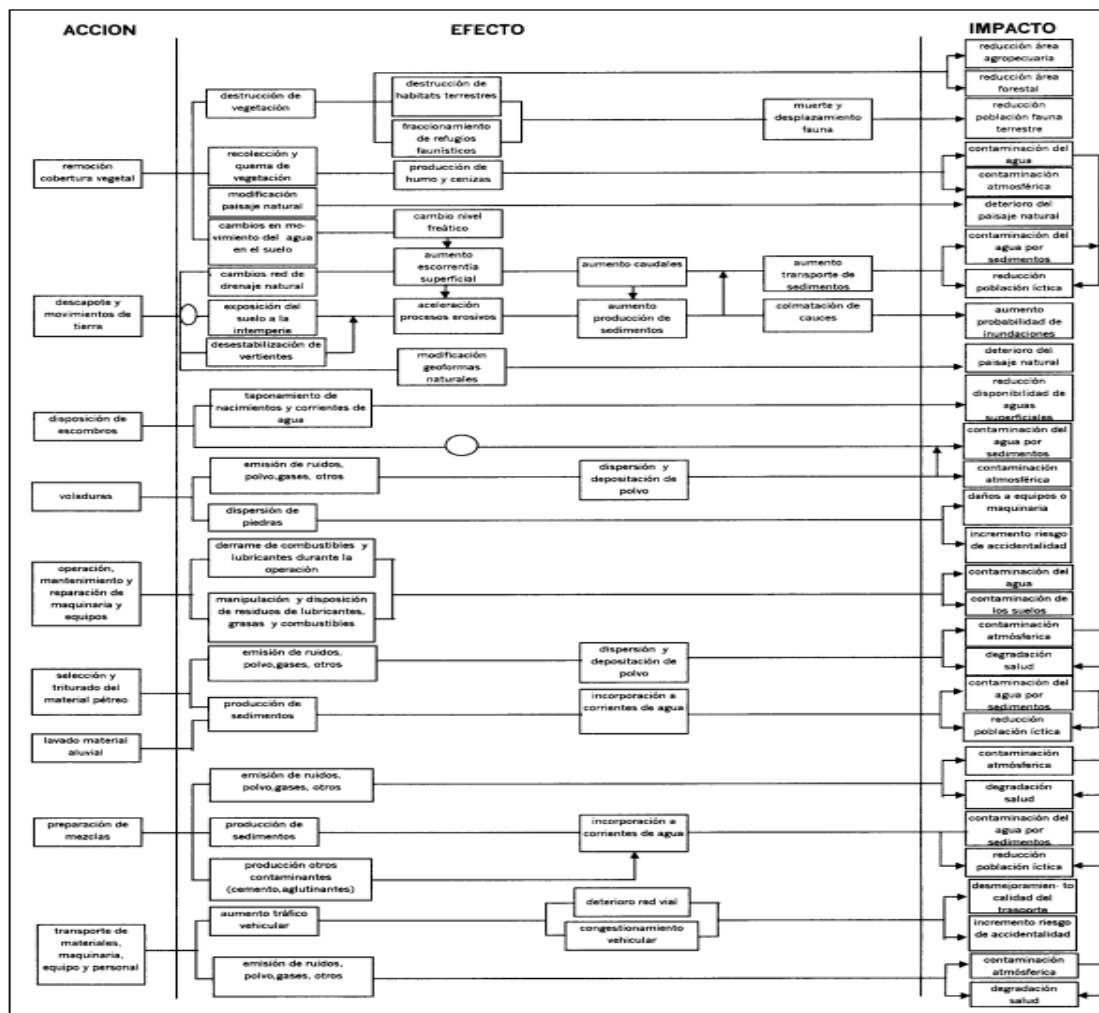 ACCION
EFECTO
IMPACTO
remoción
cobertura vegetal
destrucción de
vegetación
destrucción de
habitats terrestres
fraccionamiento
de refugios
faunísticos
muerte y
desplazamiento
fauna
reducción área
agropecuaria
reducción área
forestal
reducción
población fauna
terrestre
recolección y
quema de
vegetación
producción de
humo y cenizas
contaminación del
agua
contaminación
atmosférica
modificación
paisaje natural
deterioro del
paisaje natural
cambios en mo-
vimiento del agua
en el suelo
cambio nivel
freático
descapote y
movimientos de
tierra
cambios red de
drenaje natural
aumento
escorrentía
superficial
aumento caudales
aumento
transporte de
sedimentos
contaminación del
agua por
sedimentos
reducción
población íctica
exposición del
suelo a la
intemperie
aceleración
procesos erosivos
aumento
producción de
sedimentos
colmatación de
cauces
aumento
probabilidad de
inundaciones
desestabilización de
vertientes
modificación
geoformas
naturales
deterioro del
paisaje natural
disposición de
escombros
taponamiento de
nacimientos y corrientes de
agua
reducción
disponibilidad de
aguas
superficiales
contaminación del
agua por
sedimentos
voladuras
emisión de ruidos,
polvo,gases, otros
dispersión y
depositación de
polvo
contaminación
atmosférica
dispersión de
piedras
daños a equipos o
maquinaria
incremento riesgo
de accidentalidad
operación,
mantenimiento y
reparación de
maquinaria y
equipos
derrame de combustibles y
lubricantes durante la
operación
manipulación y disposición
de residuos de lubricantes,
grasas y combustibles
contaminación del
agua
contaminación de
los suelos
selección y
triturado del
material pétreo
emisión de ruidos,
polvo,gases, otros
dispersión y
depositación de
polvo
contaminación
atmósferica
degradación
salud
producción de
sedimentos
incorporación a
corrientes de agua
contaminación del
agua por
sedimentos
reducción
población íctica
lavado material
aluvial
preparación de
mezclas
emisión de ruidos,
polvo,gases, otros
contaminación
atmósferica
degradación
salud
producción de
sedimentos
incorporación a
corrientes de agua
contaminación del
agua por
sedimentos
reducción
población íctica
producción otros
contaminantes
(cemento,aglutinantes)
transporte de
materiales,
maquinaria,
equipo y personal
aumento tráfico
vehicular
deterioro red vial
congestionamiento
vehicular
desmejoramien- to
calidad del
trasporte
incremento riesgo
de accidentalidad
emisión de ruidos,
polvo,gases, otros
contaminación
atmósferica
degradación
salud